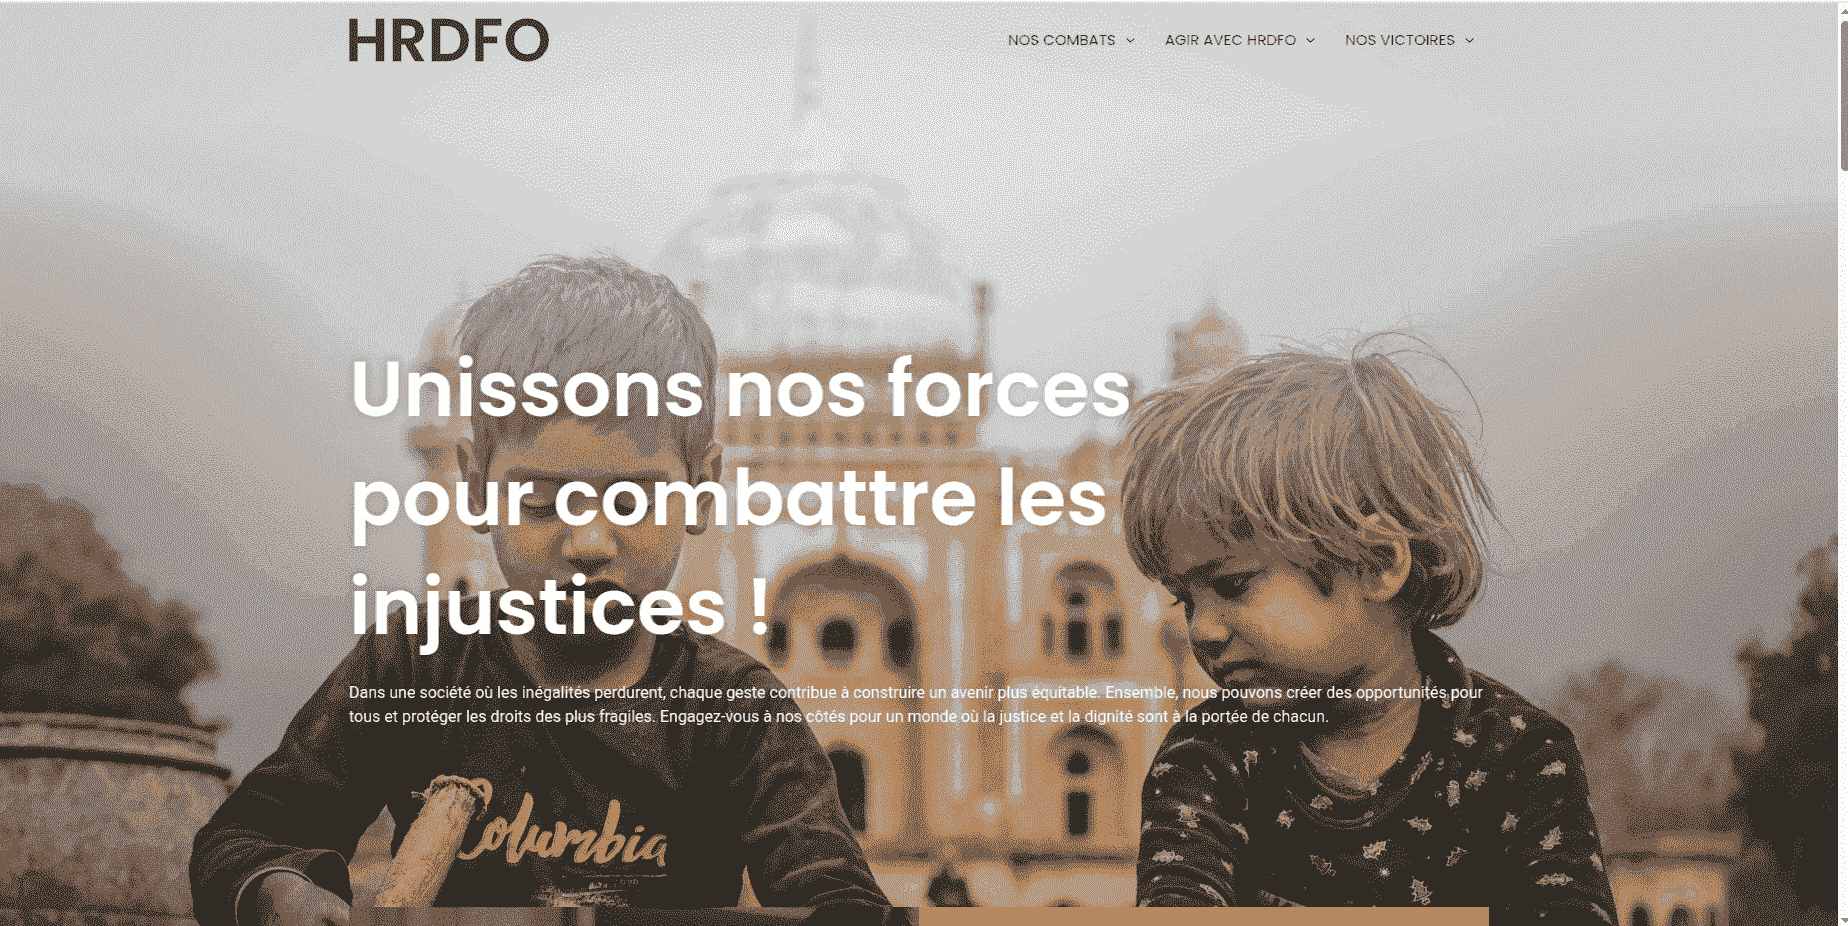 HRDFO
NOS COMBATS
AGIR AVEC HRDFO
NOS VICTOIRES
Unissons nos forces
pour combattre les
injustices !
Dans une société où les inégalités perdurent, chaque geste contribue à construire un avenir plus équitable. Ensemble, nous pouvons créer des opportunités pour
tous et protéger les droits des plus fragiles. Engagez-vous à nos côtés pour un monde où la justice et la dignité sont à la portée de chacun.
Columbia